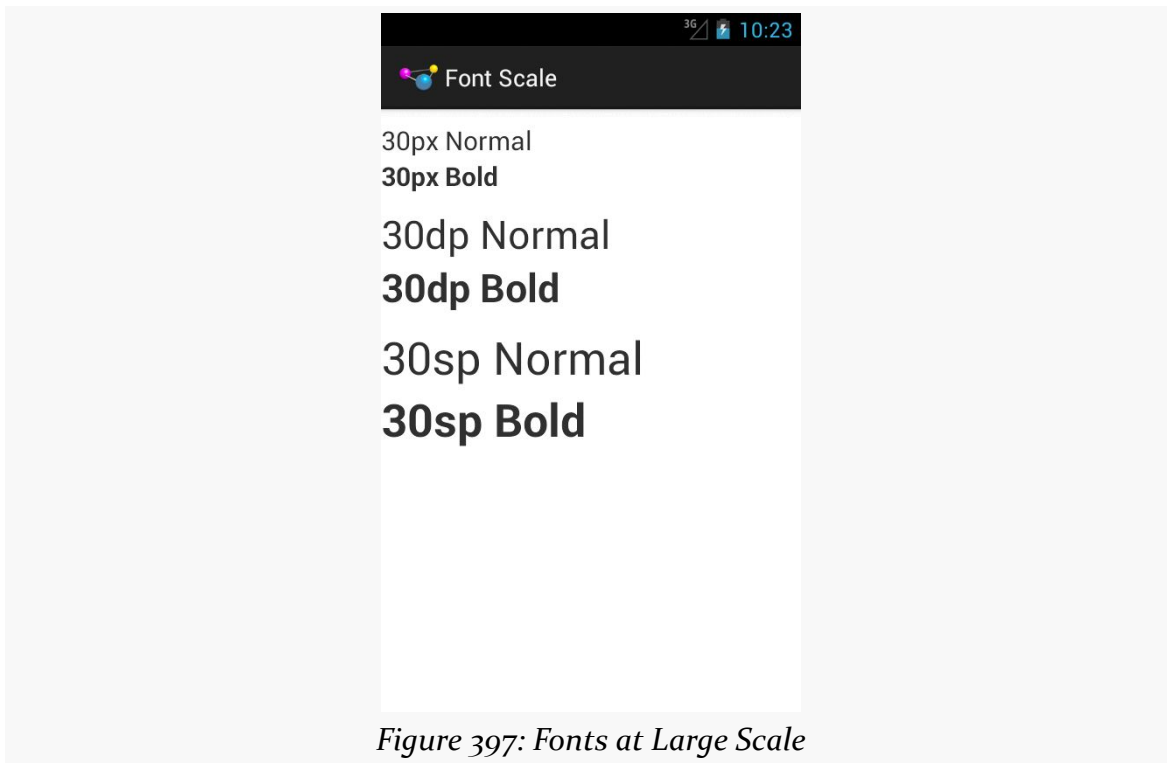 3G 10:23
Font Scale
30px Normal
30px Bold
30dp Normal
30dp Bold
30sp Normal
30sp Bold
Figure 397: Fonts at Large Scale